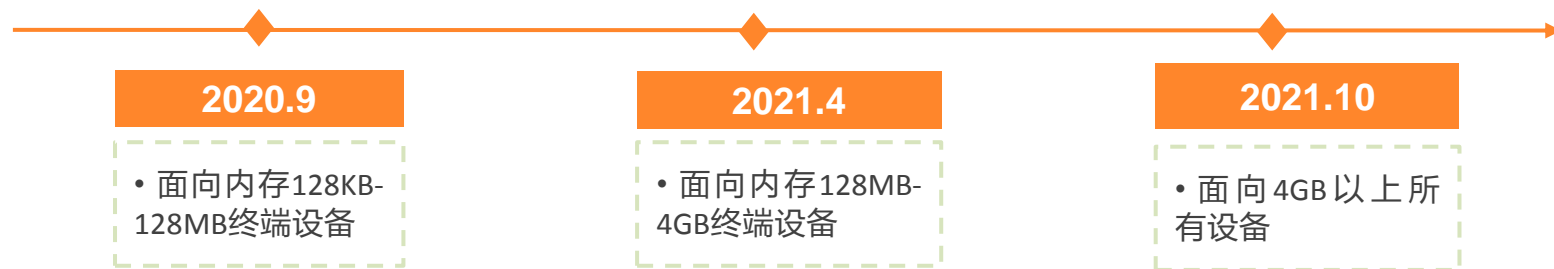 2020.9
• 面向内存128KB-
128MB终端设备
2021.4
• 面向内存128MB-
4GB终端设备
2021.10
• 面向4GB以上所
有设备